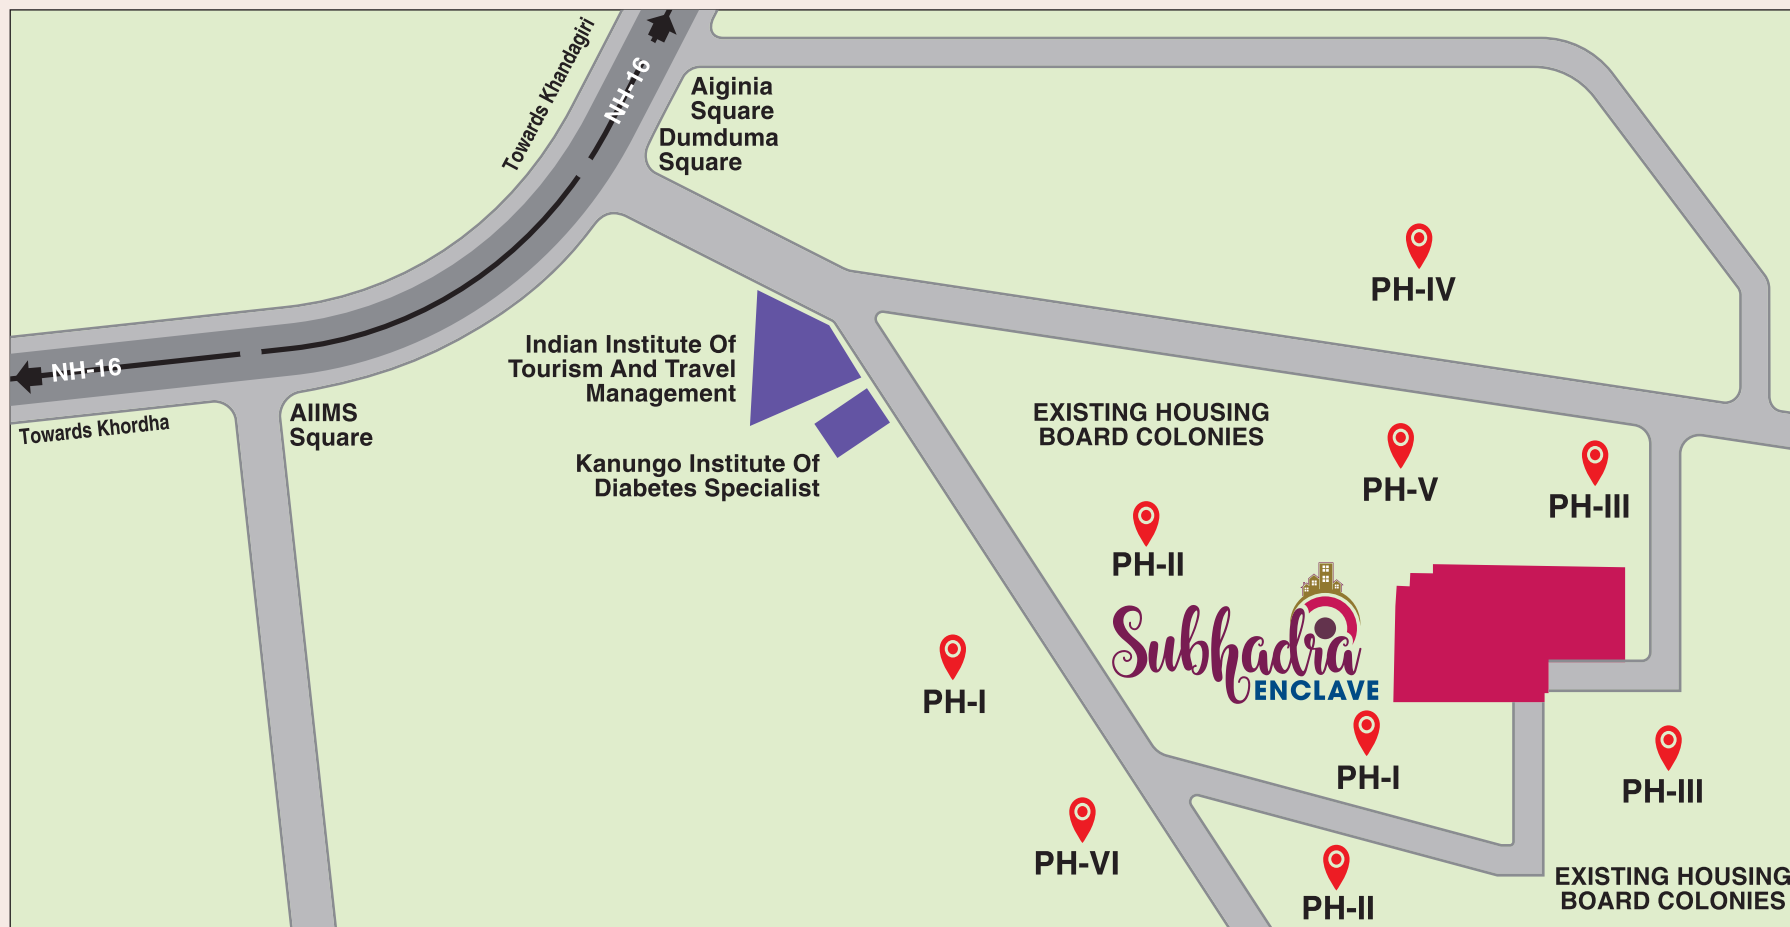 Towards Khandagiri
NH-16
Aiginia
Square
Dumduma
Square
PH-IV
Indian Institute Of
Tourism And Travel
Management
NH-16
Towards Khordha
AIIMS
Square
EXISTING HOUSING
BOARD COLONIES
Kanungo Institute Of
Diabetes Specialist
PH-V
PH-III
PH-II
Subhadra
ENCLAVE
PH-I
PH-I
PH-III
PH-VI
PH-II
EXISTING HOUSING
BOARD COLONIES